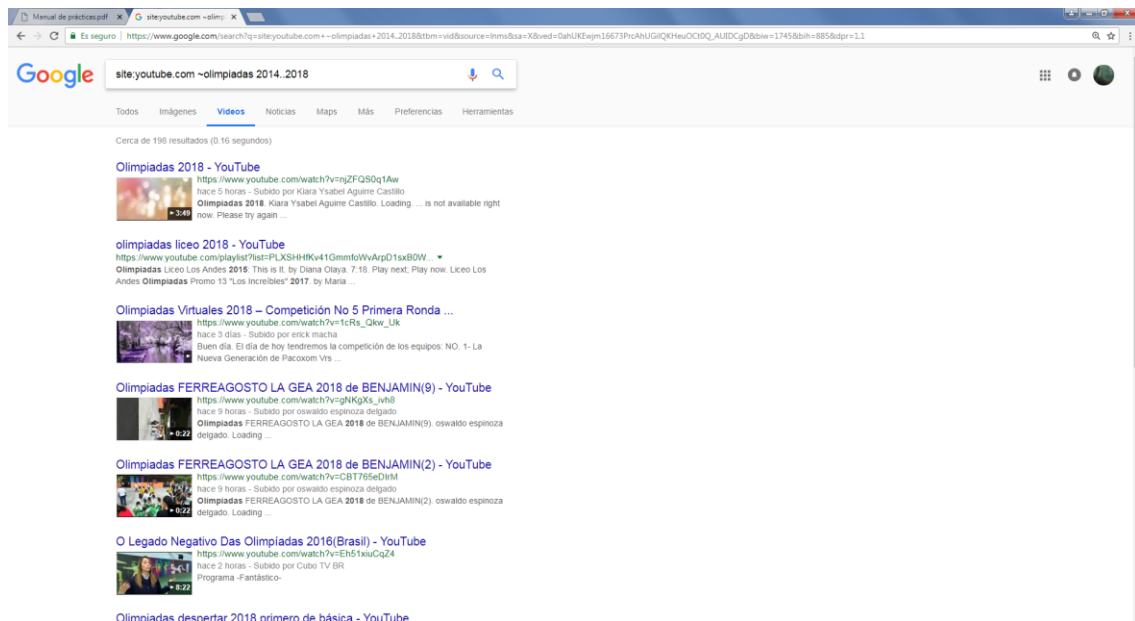 Manual de prácticas.pdf
site:youtube.com ~olimp
Es seguro | https://www.google.com/search?q=site:youtube.com+~olimpiadas+2014..2018&tbm=vid&source=lnms&sa=X&ved=0ahUKEwjm16673PrcAhUGilQKHeuOCt0Q_AUIDCgD&biw=1745&bih=885&dpr=1.1
Google
site:youtube.com ~olimpiadas 2014..2018
Todos Imágenes Videos Noticias Maps Más Preferencias Herramientas
Cerca de 198 resultados (0.16 segundos)
Olimpiadas 2018 - YouTube
https://www.youtube.com/watch?v=njZFQS0q1Aw
hace 5 horas - Subido por Kiara Ysabel Aguirre Castillo
Olimpiadas 2018. Kiara Ysabel Aguirre Castillo. Loading. ... is not available right
3:49
now. Please try again ...
olimpiadas liceo 2018 - YouTube
https://www.youtube.com/playlist?list=PLXSHHfKv41GmmfoWvArpD1sxB0W...
Olimpiadas Liceo Los Andes 2015: This is It. by Diana Olaya. 7:18. Play next; Play now. Liceo Los
Andes Olimpiadas Promo 13 "Los Increíbles" 2017. by Maria ...
Olimpiadas Virtuales 2018 – Competición No 5 Primera Ronda ...
https://www.youtube.com/watch?v=1cRs_Qkw_Uk
hace 3 días - Subido por erick macha
Buen día. El día de hoy tendremos la competición de los equipos: NO. 1- La
Nueva Generación de Pacoxom Vrs ...
Olimpiadas FERREAGOSTO LA GEA 2018 de BENJAMIN(9) - YouTube
https://www.youtube.com/watch?v=gNKgXs_ivh8
hace 9 horas - Subido por oswaldo espinoza delgado
Olimpiadas FERREAGOSTO LA GEA 2018 de BENJAMIN(9). oswaldo espinoza
0:22
delgado. Loading ...
Olimpiadas FERREAGOSTO LA GEA 2018 de BENJAMIN(2) - YouTube
https://www.youtube.com/watch?v=CBT765eDIrM
hace 9 horas - Subido por oswaldo espinoza delgado
Olimpiadas FERREAGOSTO LA GEA 2018 de BENJAMIN(2). oswaldo espinoza
0:22
delgado. Loading ...
O Legado Negativo Das Olimpíadas 2016(Brasil) - YouTube
https://www.youtube.com/watch?v=Eh51xiuCqZ4
hace 2 horas - Subido por Cubo TV BR
Programa -Fantástico-
8:22
Olimpiadas despertar 2018 primero de básica - YouTube